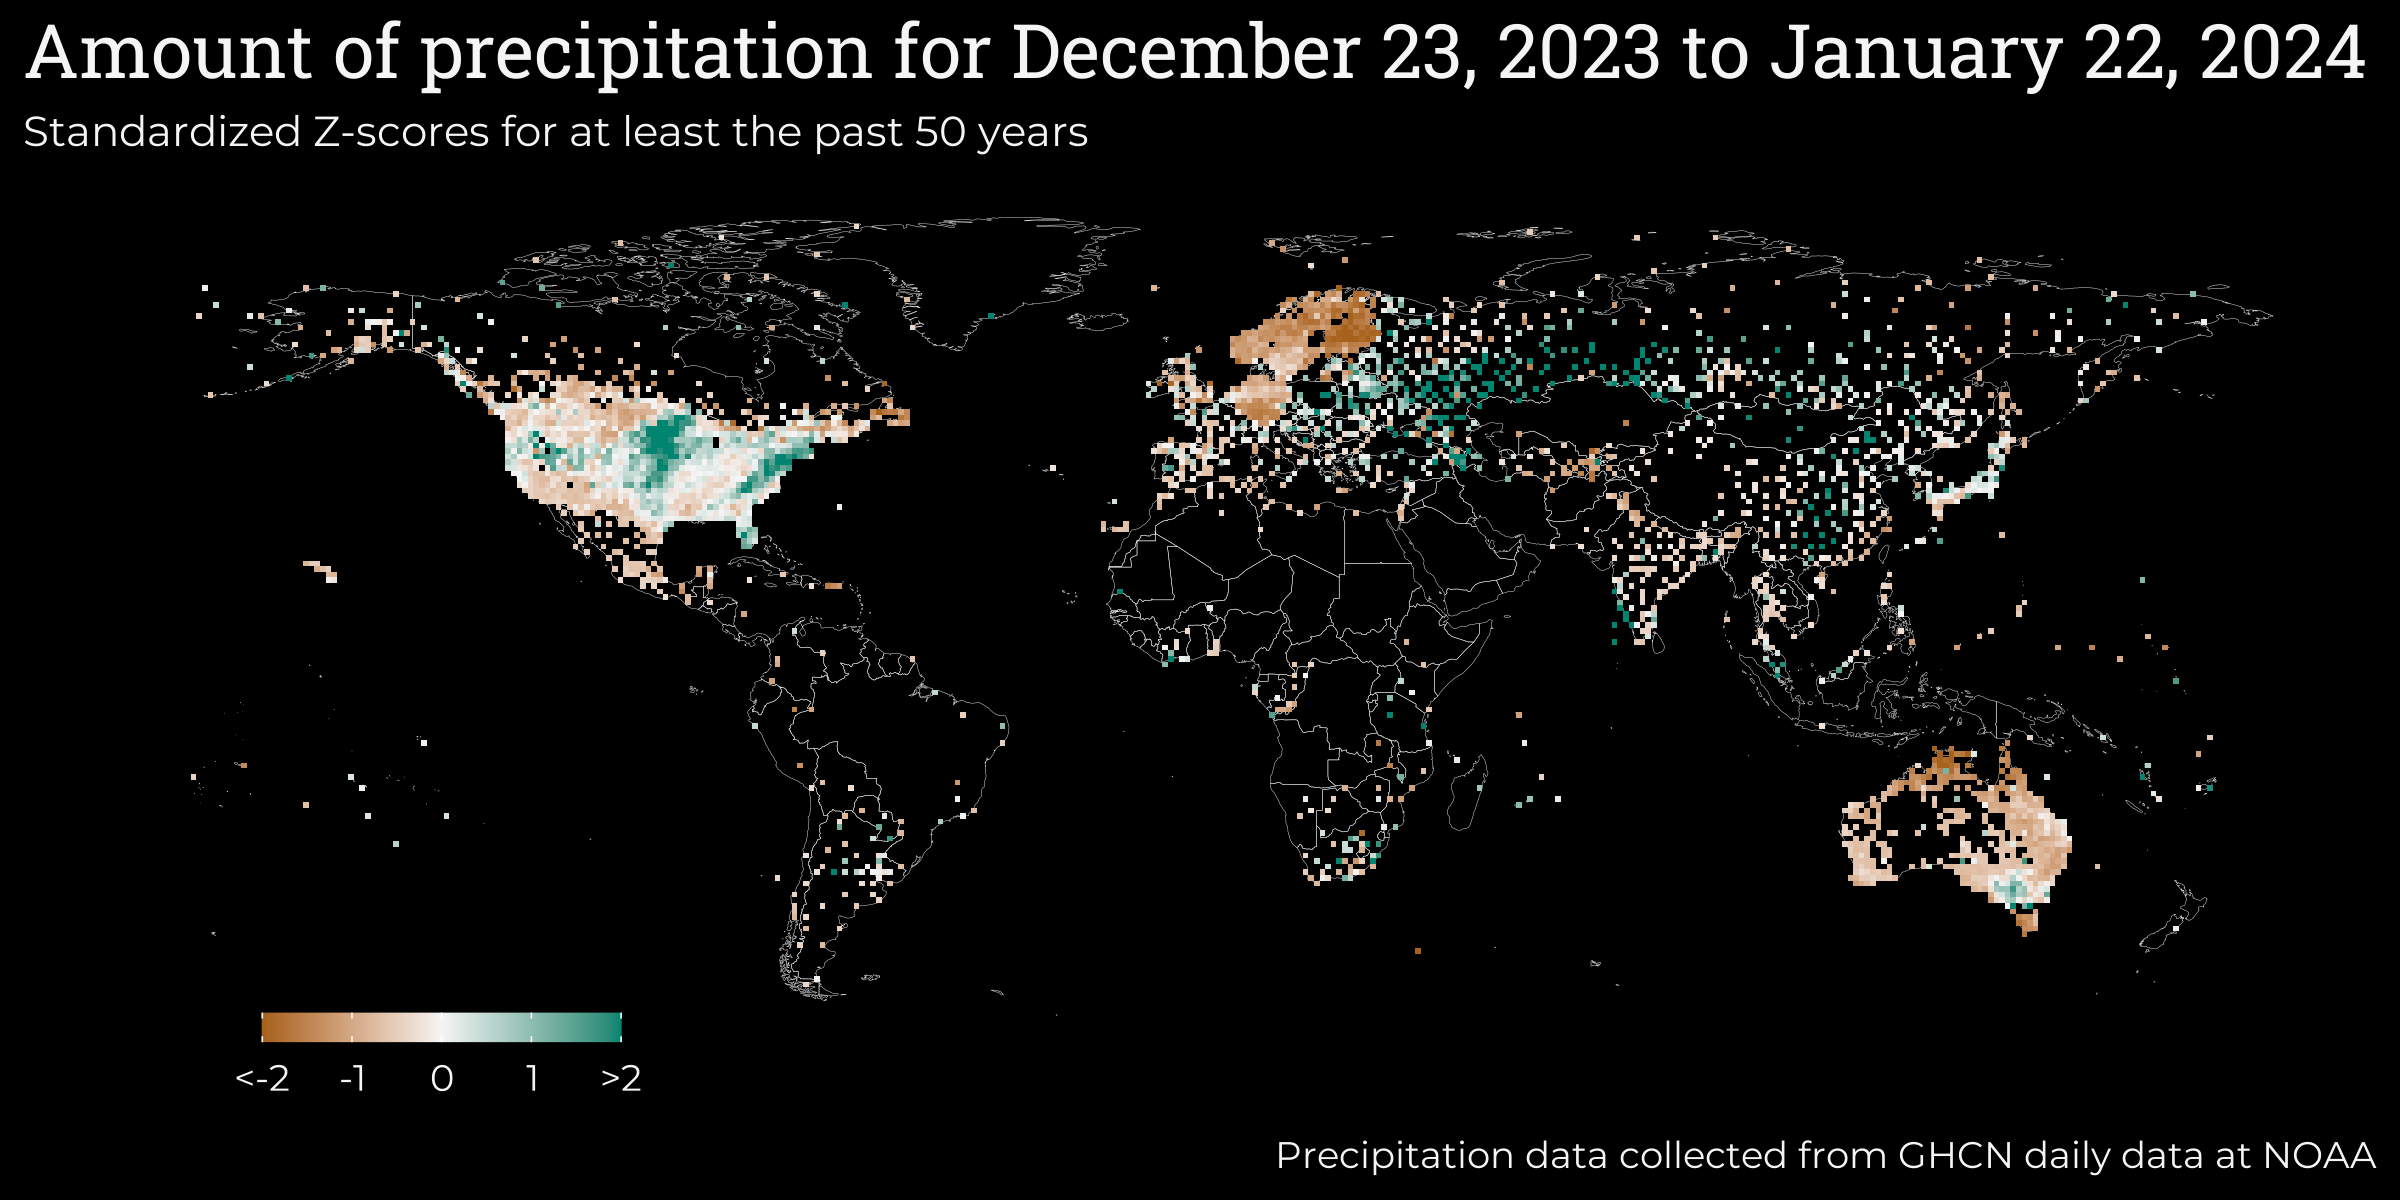 Amount of precipitation for December 23, 2023 to January 22, 2024
Standardized Z-scores for at least the past 50 years
<-2 -1 0 1 >2
Precipitation data collected from GHCN daily data at NOAA